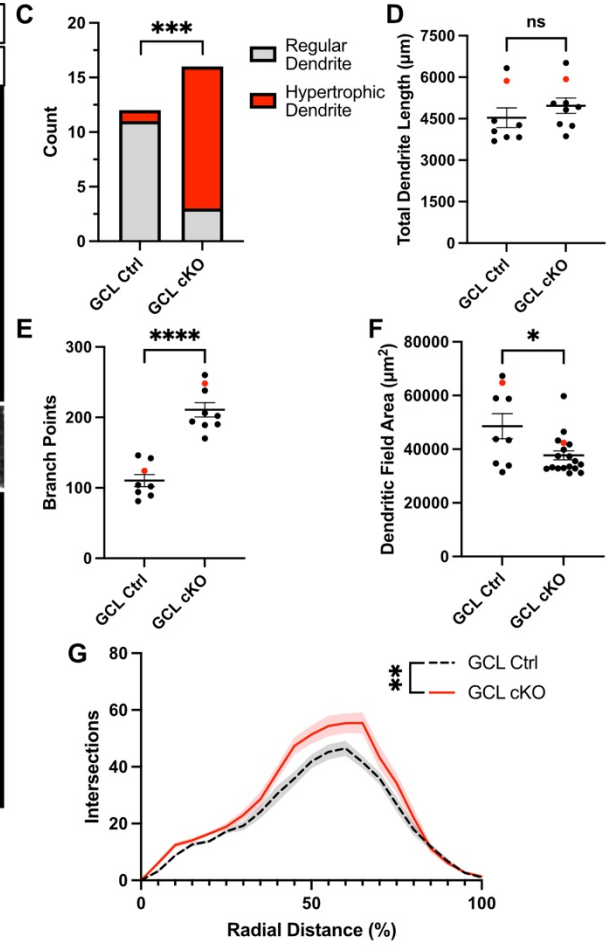 C
***
20
15
10
5
0
Count
GCL Ctrl
GCL cKO
Regular
Dendrite
Hypertrophic
Dendrite
D
ns
7500
6000
4500
3000
1500
0
Total Dendrite Length (µm)
GCL Ctrl
GCL cKO
E
****
300
200
100
0
Branch Points
GCL Ctrl
GCL cKO
F
*
80000
60000
40000
20000
0
Dendritic Field Area (µm²)
GCL Ctrl
GCL cKO
G
80
60
40
20
0
Intersections
**
GCL Ctrl
GCL cKO
0
50
100
Radial Distance (%)